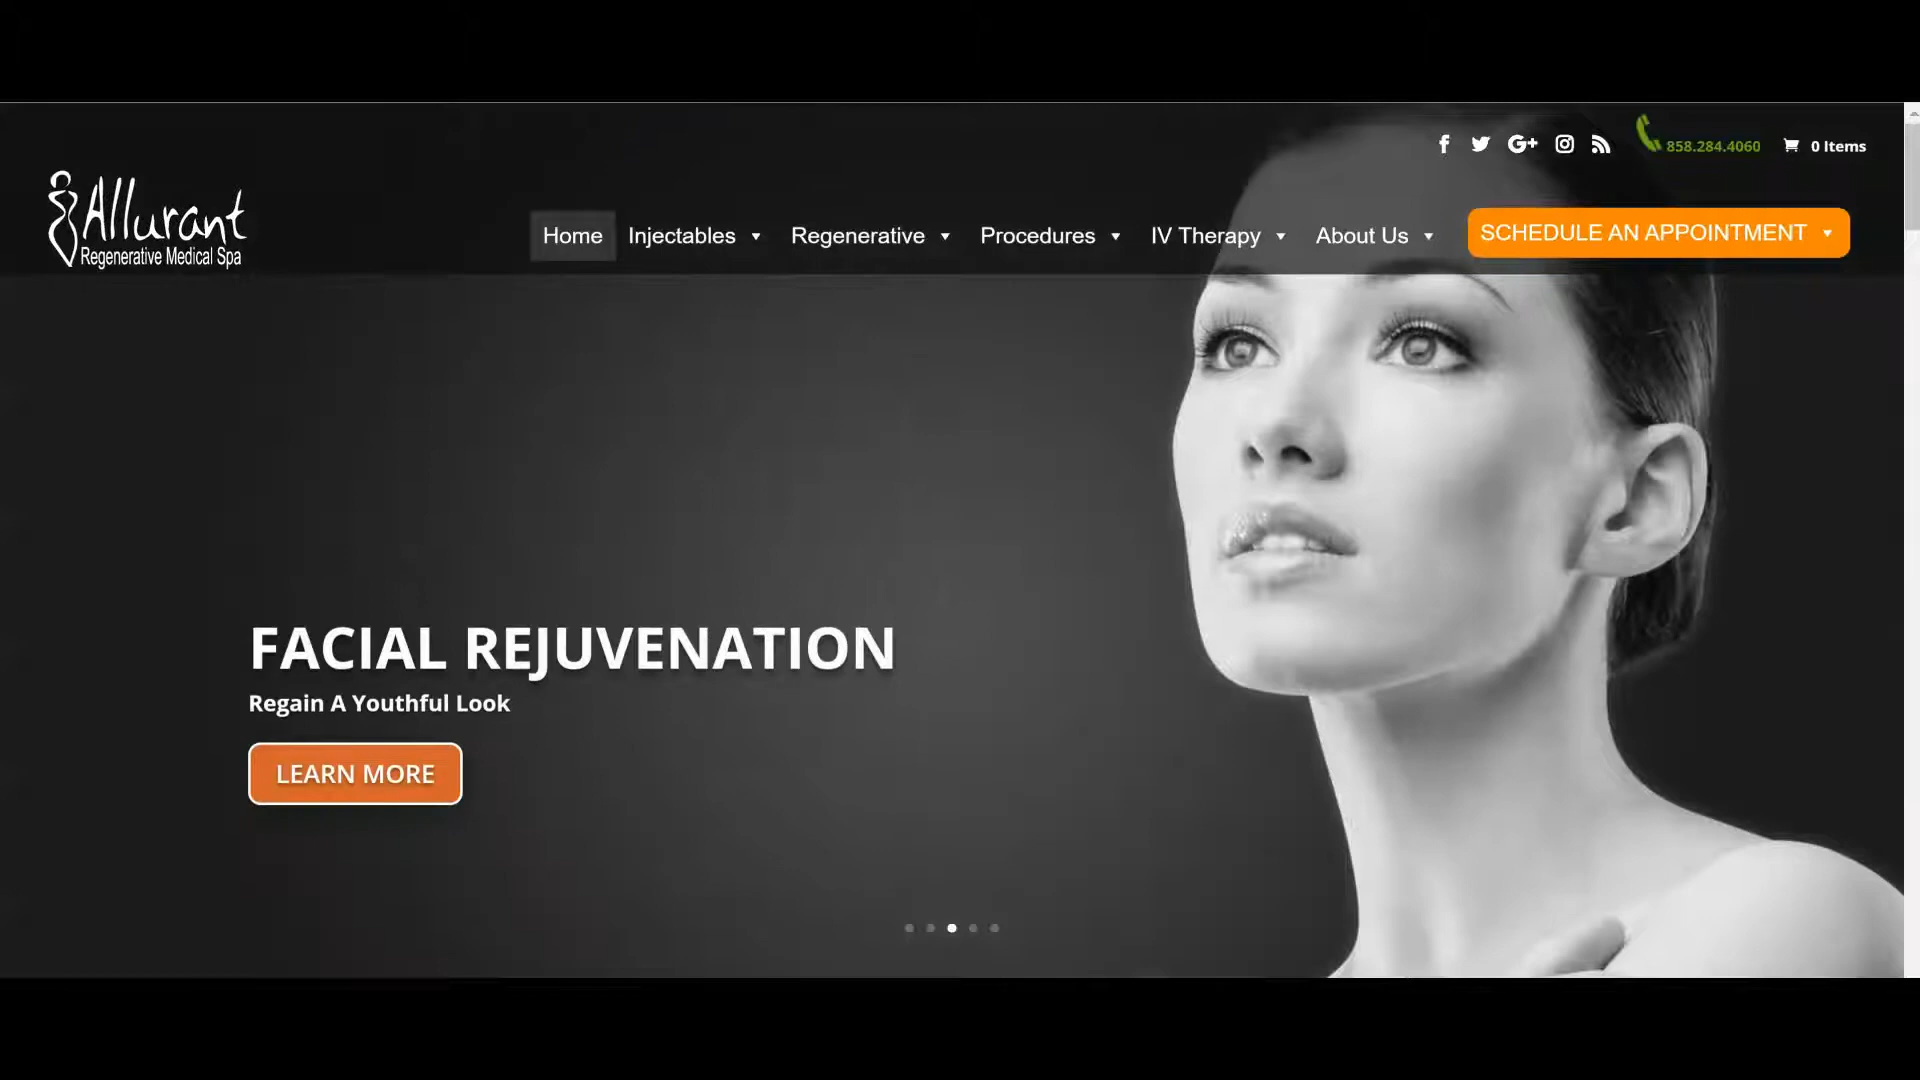 858.284.4060 0 Items
Allurant
Regenerative Medical Spa
Home Injectables Regenerative Procedures IV Therapy About Us SCHEDULE AN APPOINTMENT
FACIAL REJUVENATION
Regain A Youthful Look
LEARN MORE